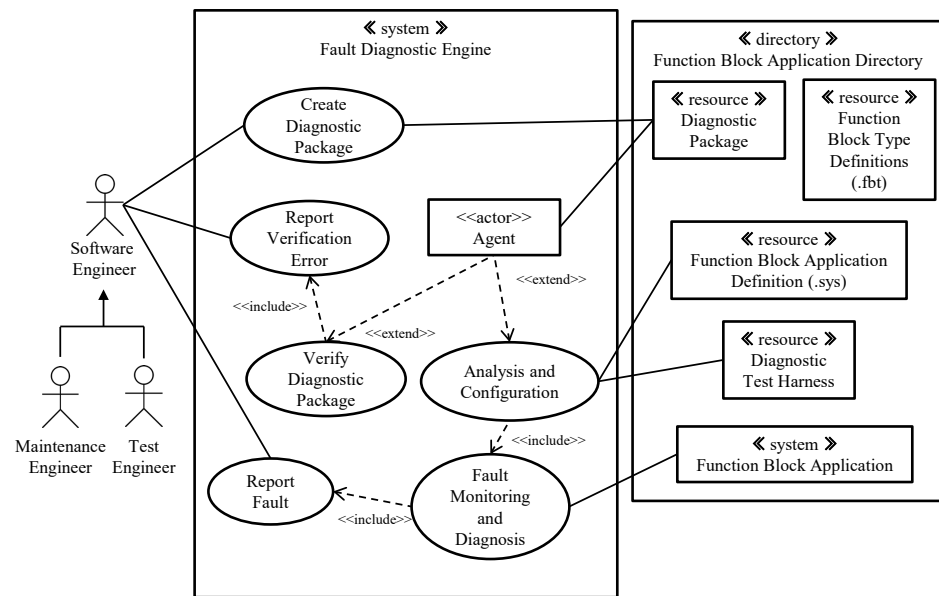 ≪ system ≫
Fault Diagnostic Engine
≪ directory ≫
Function Block Application Directory
Create
Diagnostic
Package
≪ resource ≫
Diagnostic
Package
≪ resource ≫
Function
Block Type
Definitions
(.fbt)
Report
Verification
Error
<<actor>>
Agent
Software
Engineer
≪ resource ≫
Function Block Application
Definition (.sys)
<<extend>>
<<include>>
<<extend>>
Verify
Diagnostic
Package
Analysis and
Configuration
≪ resource ≫
Diagnostic
Test Harness
Maintenance
Engineer
Test
Engineer
<<include>>
≪ system ≫
Function Block Application
Report
Fault
Fault
Monitoring
and
Diagnosis
<<include>>